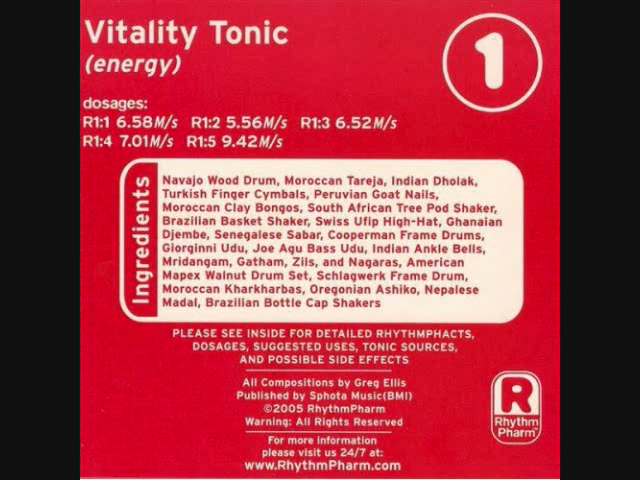 Vitality Tonic
(energy)
1
dosages:
R1:1 6.58M/s R1:2 5.56M/s R1:3 6.52M/s
R1:4 7.01M/s R1:5 9.42M/s
Ingredients
Navajo Wood Drum, Moroccan Tareja, Indian Dholak,
Turkish Finger Cymbals, Peruvian Goat Nails,
Moroccan Clay Bongos, South African Tree Pod Shaker,
Brazilian Basket Shaker, Swiss Ufip High-Hat, Ghanaian
Djembe, Senegalese Sabar, Cooperman Frame Drums,
Giorginni Udu, Joe Agu Bass Udu, Indian Ankle Bells,
Mridangam, Gatham, Zils, and Nagaras, American
Mapex Walnut Drum Set, Schlagwerk Frame Drum,
Moroccan Kharkharbas, Oregonian Ashiko, Nepalese
Madal, Brazilian Bottle Cap Shakers
PLEASE SEE INSIDE FOR DETAILED RHYTHMPHACTS,
DOSAGES, SUGGESTED USES, TONIC SOURCES,
AND POSSIBLE SIDE EFFECTS
All Compositions by Greg Ellis
Published by Sphota Music(BMI)
©2005 RhythmPharm
Warning: All Rights Reserved
For more information
please visit us 24/7 at:
www.RhythmPharm.com
R
Rhythm
Pharm™